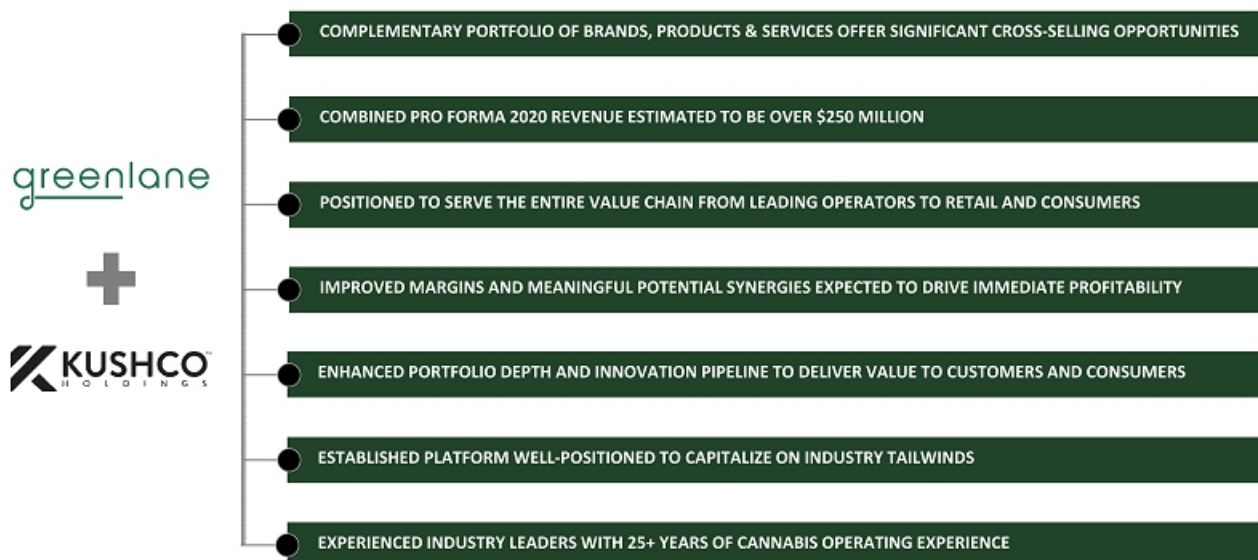 COMPLEMENTARY PORTFOLIO OF BRANDS, PRODUCTS & SERVICES OFFER SIGNIFICANT CROSS-SELLING OPPORTUNITIES
COMBINED PRO FORMA 2020 REVENUE ESTIMATED TO BE OVER $250 MILLION
greenlane
POSITIONED TO SERVE THE ENTIRE VALUE CHAIN FROM LEADING OPERATORS TO RETAIL AND CONSUMERS
IMPROVED MARGINS AND MEANINGFUL POTENTIAL SYNERGIES EXPECTED TO DRIVE IMMEDIATE PROFITABILITY
KUSHCO™
HOLDINGS
ENHANCED PORTFOLIO DEPTH AND INNOVATION PIPELINE TO DELIVER VALUE TO CUSTOMERS AND CONSUMERS
ESTABLISHED PLATFORM WELL-POSITIONED TO CAPITALIZE ON INDUSTRY TAILWINDS
EXPERIENCED INDUSTRY LEADERS WITH 25+ YEARS OF CANNABIS OPERATING EXPERIENCE